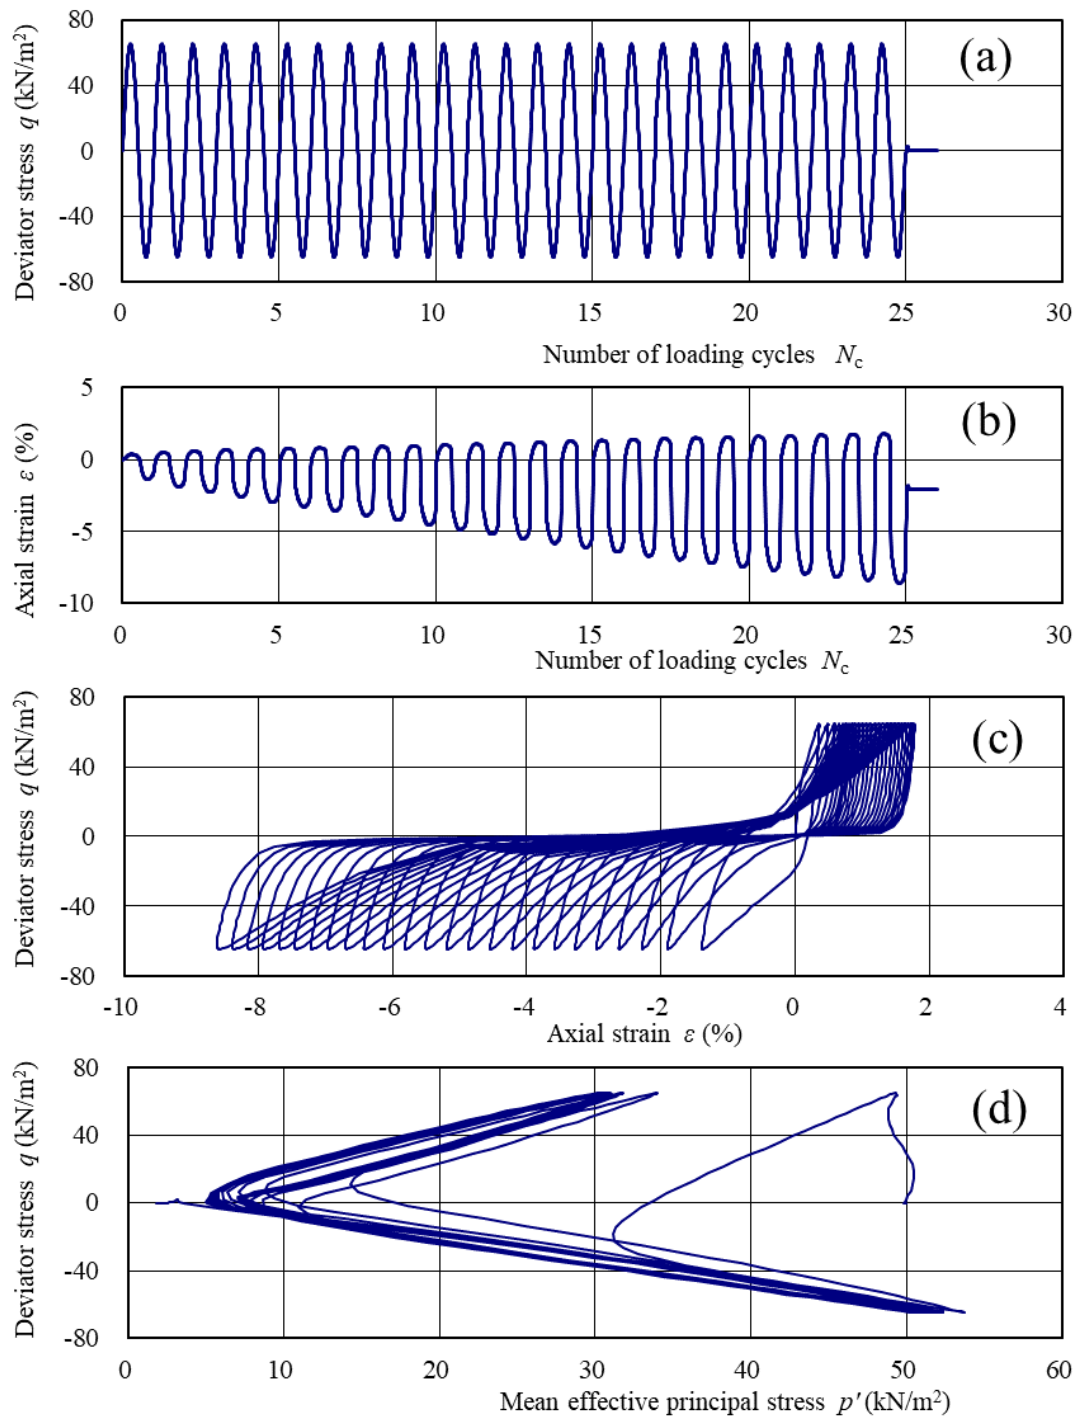 80
40
0
-40
-80
Deviator stress q (kN/m²)
(a)
0 5 10 15 20 25 30
Number of loading cycles Nc
5
0
-5
-10
Axial strain ε (%)
(b)
0 5 10 15 20 25 30
Number of loading cycles Nc
80
40
0
-40
-80
Deviator stress q (kN/m²)
(c)
-10 -8 -6 -4 -2 0 2 4
Axial strain ε (%)
80
40
0
-40
-80
Deviator stress q (kN/m²)
(d)
0 10 20 30 40 50 60
Mean effective principal stress p' (kN/m²)